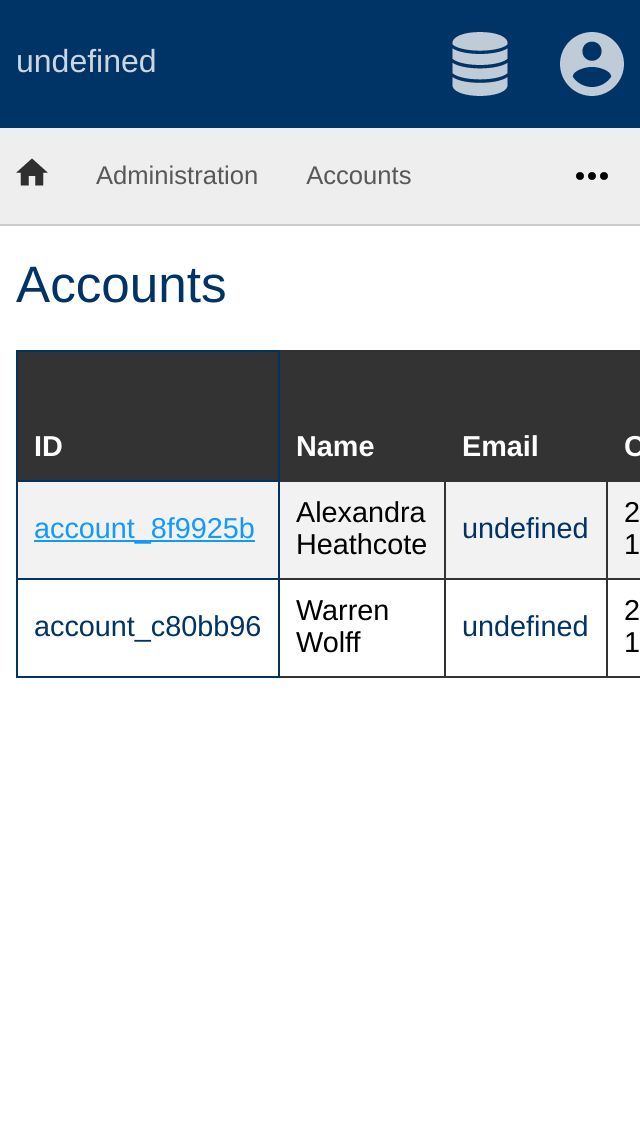 undefined
Administration Accounts
Accounts
ID Name Email
account_8f9925b Alexandra Heathcote undefined 2 1
account_c80bb96 Warren Wolff undefined 2 1